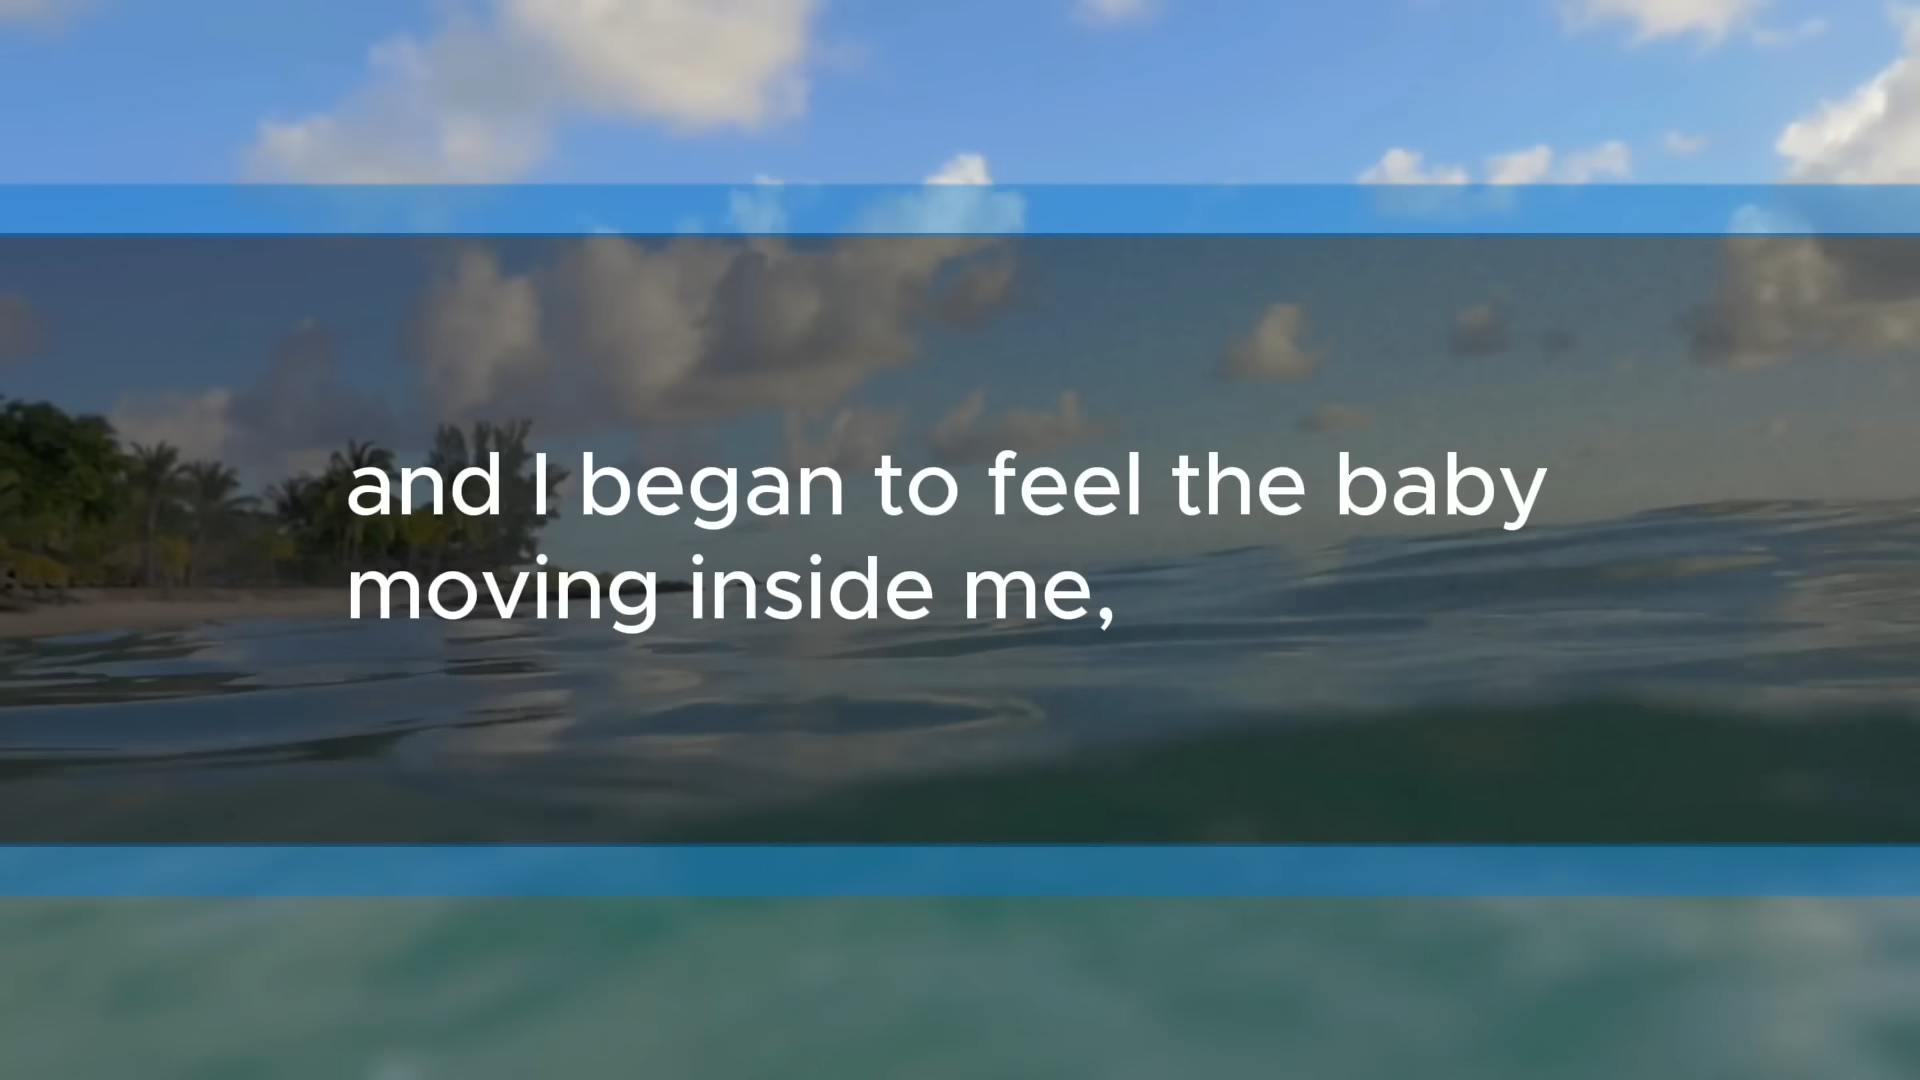 and I began to feel the baby
moving inside me,